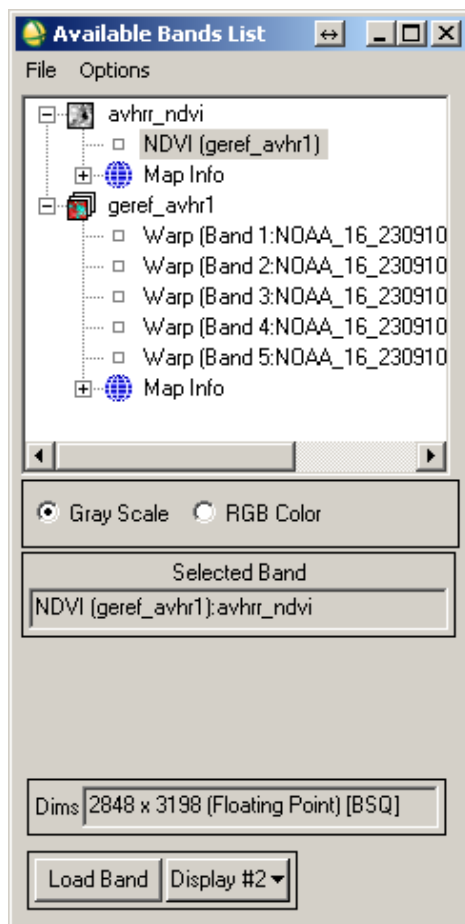 Available Bands List
File Options
avhrr_ndvi
NDVI (geref_avhr1)
Map Info
geref_avhr1
Warp (Band 1:NOAA_16_230910
Warp (Band 2:NOAA_16_230910
Warp (Band 3:NOAA_16_230910
Warp (Band 4:NOAA_16_230910
Warp (Band 5:NOAA_16_230910
Map Info
Gray Scale RGB Color
Selected Band
NDVI (geref_avhr1):avhrr_ndvi
Dims 2848 x 3198 (Floating Point) [BSQ]
Load Band Display #2